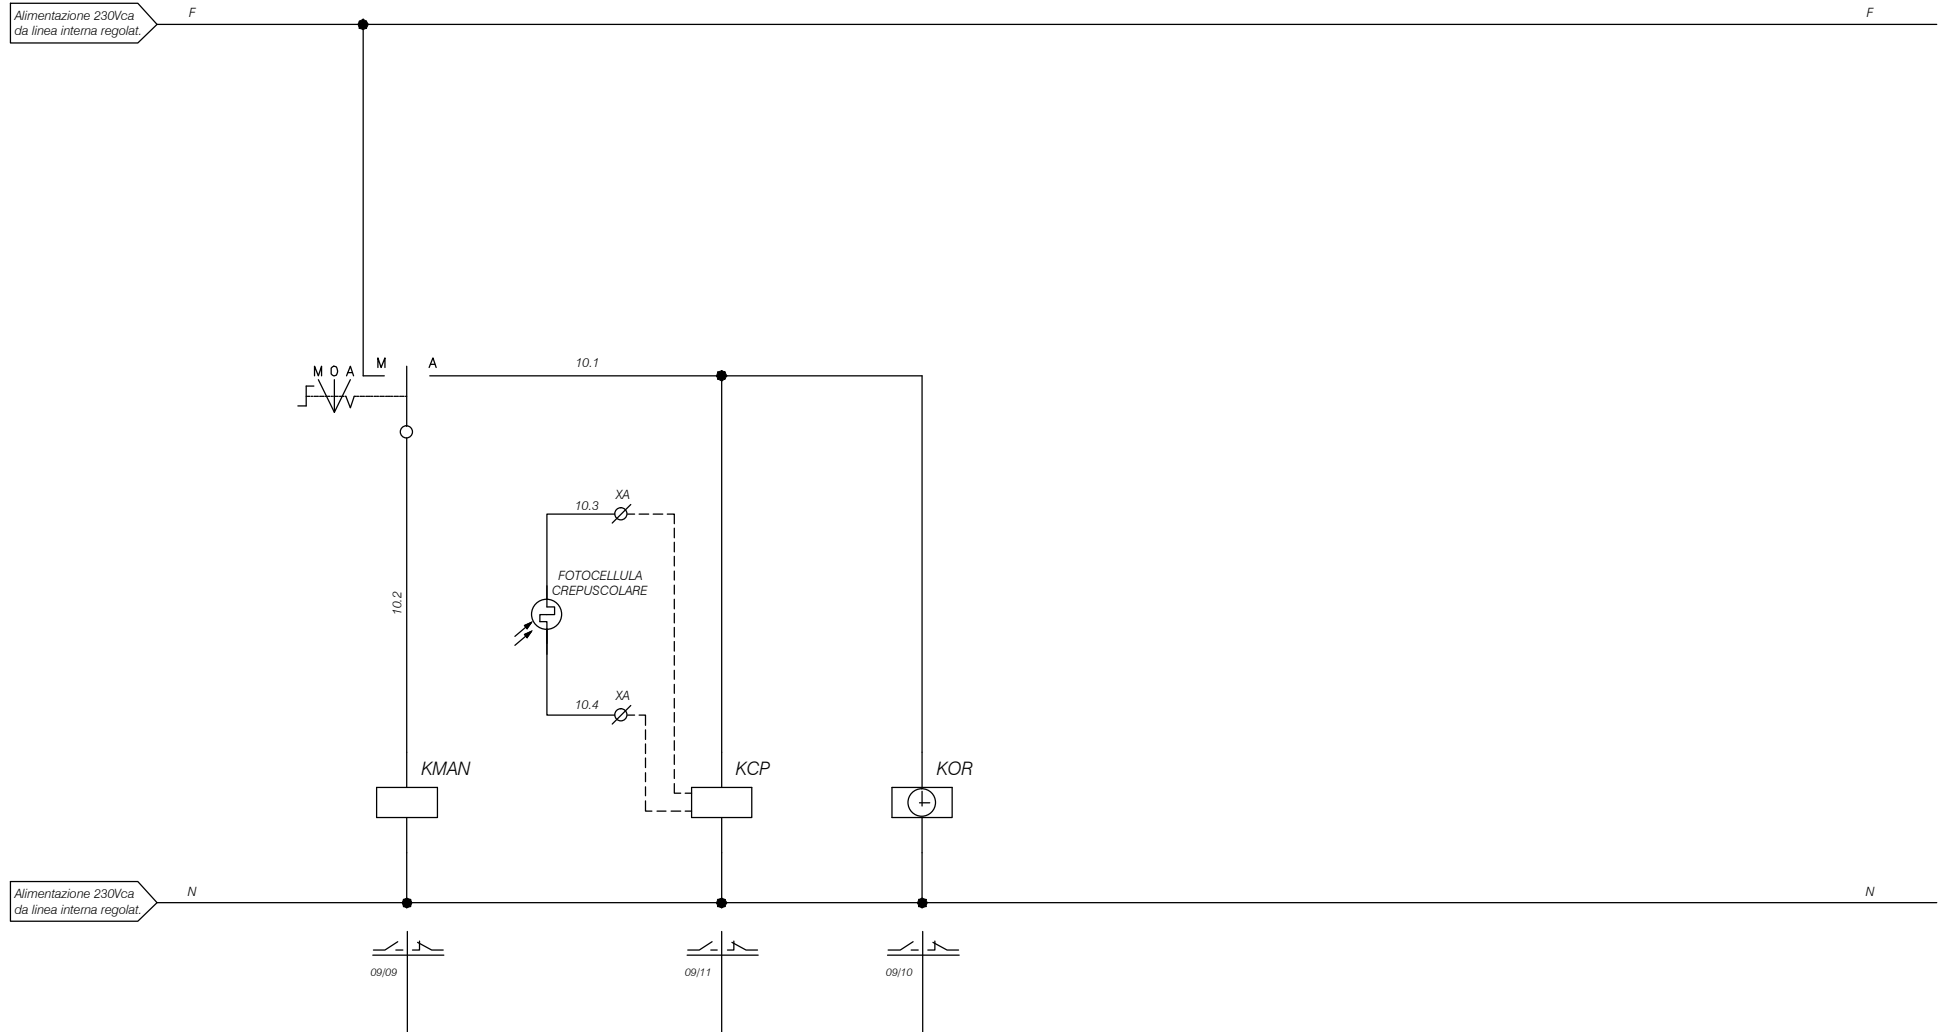 Alimentazione 230Vca
da linea interna regolat.
F
F
M O A
M
A
10.1
XA
10.3
FOTOCELLULA
CREPUSCOLARE
10.2
XA
10.4
KMAN
KCP
KOR
Alimentazione 230Vca
da linea interna regolat.
N
N
09/09
09/11
09/10